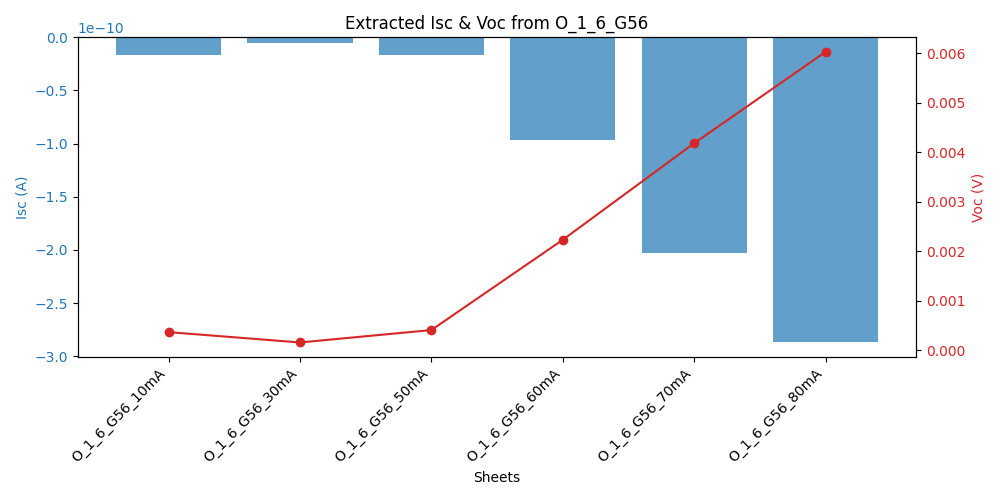 Extracted Isc & Voc from O_1_6_G56
1e−10
0.0
−0.5
−1.0
−1.5
−2.0
−2.5
−3.0
Isc (A)
0.006
0.005
0.004
0.003
0.002
0.001
0.000
Voc (V)
O_1_6_G56_10mA
O_1_6_G56_30mA
O_1_6_G56_50mA
O_1_6_G56_60mA
O_1_6_G56_70mA
O_1_6_G56_80mA
Sheets